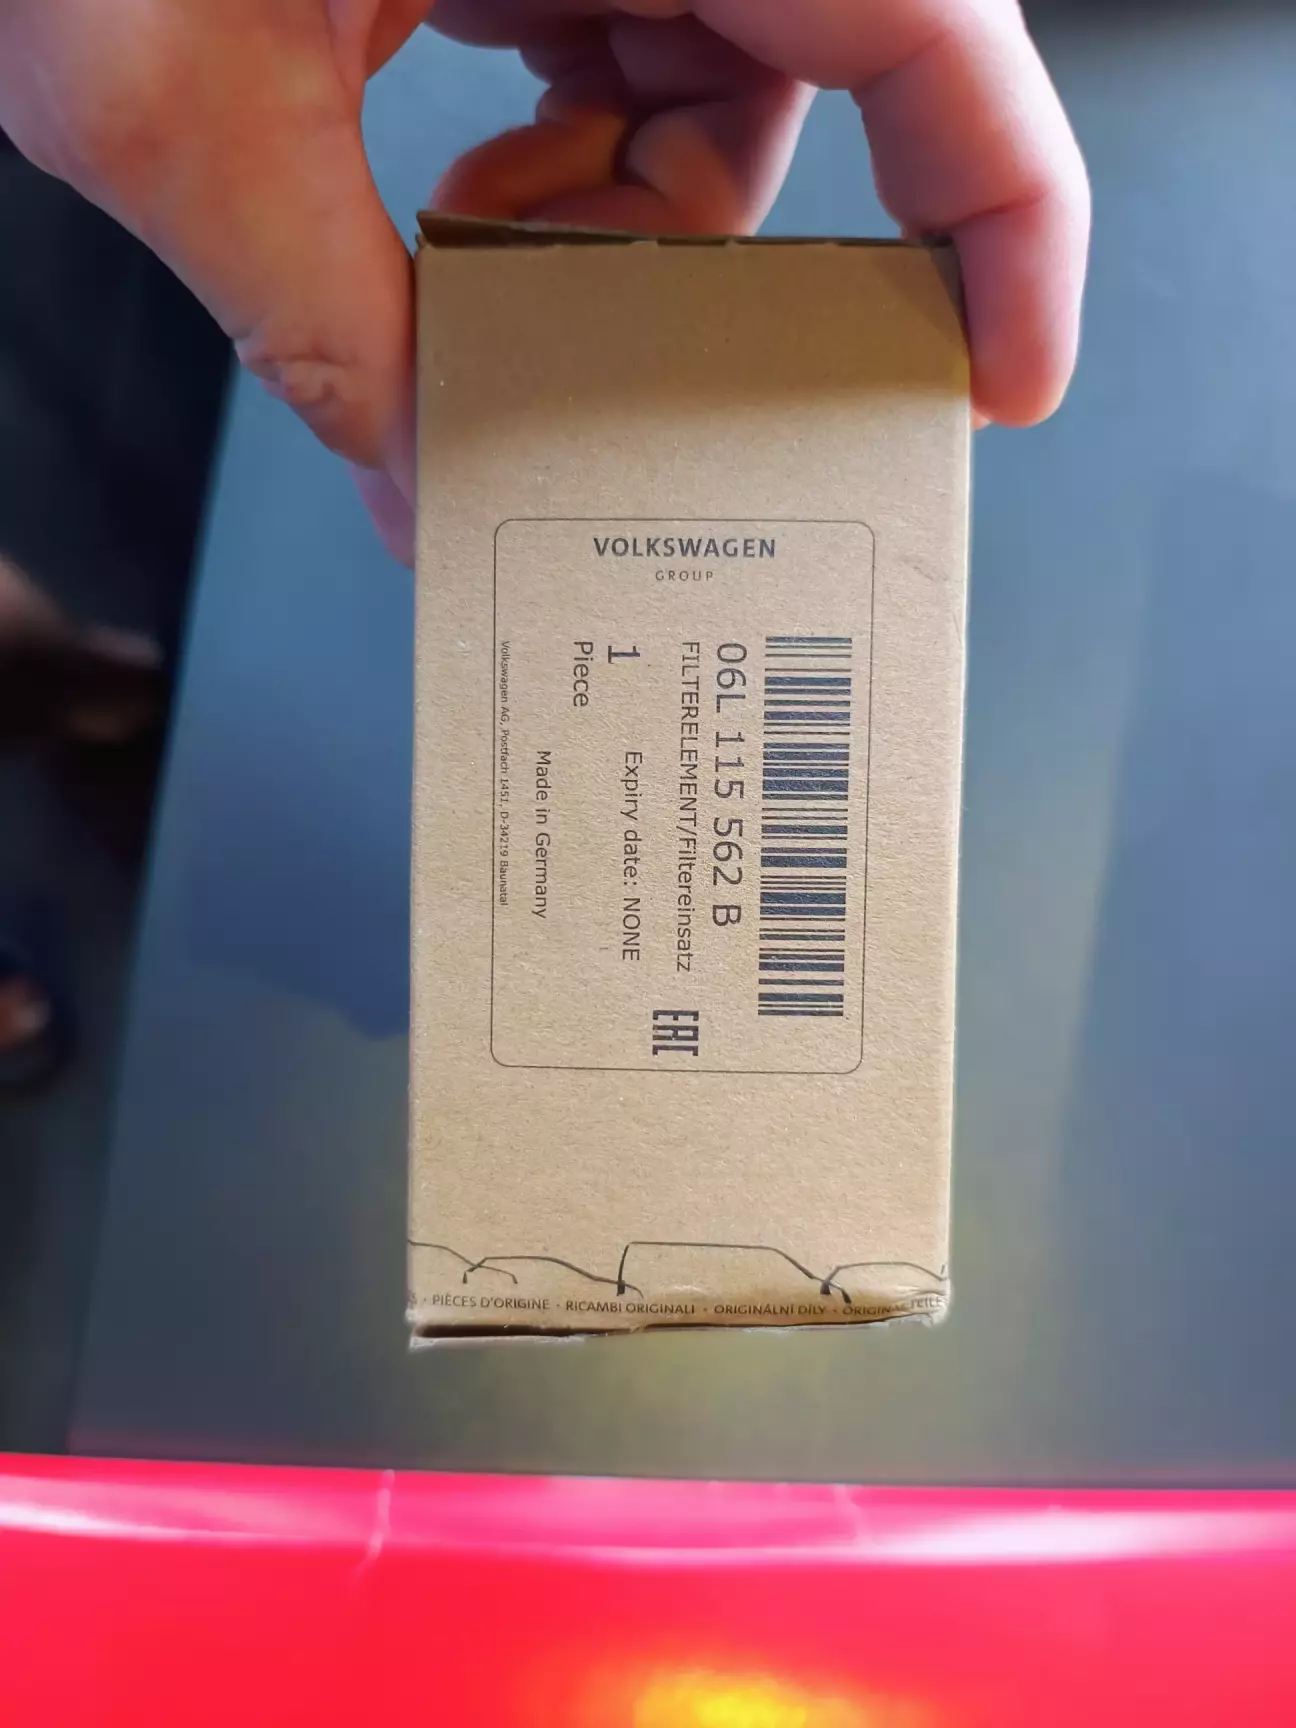 VOLKSWAGEN
GROUP
06L 115 562 B
FILTERELEMENT/Filtereinsatz
1
Piece
Expiry date: NONE
Made in Germany
EAC
Volkswagen AG, Postfach 1451, D-34219 Baunatal
· PIÈCES D'ORIGINE · RICAMBI ORIGINALI · ORIGINÁLNÍ DÍLY ·